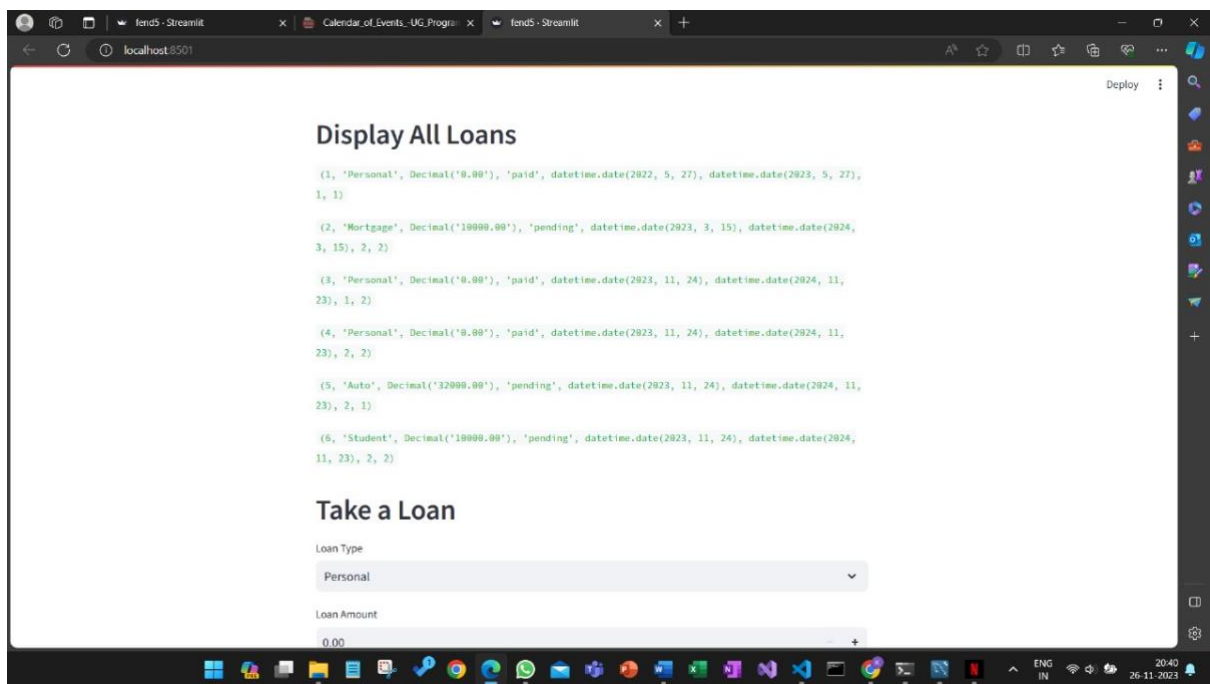 fend5 - Streamlit
Calendar_of_Events_-UG_Progran
fend5 - Streamlit
localhost:8501
Deploy
Display All Loans
(1, 'Personal', Decimal('0.00'), 'paid', datetime.date(2022, 5, 27), datetime.date(2023, 5, 27),
1, 1)
(2, 'Mortgage', Decimal('10000.00'), 'pending', datetime.date(2023, 3, 15), datetime.date(2024,
3, 15), 2, 2)
(3, 'Personal', Decimal('0.00'), 'paid', datetime.date(2023, 11, 24), datetime.date(2024, 11,
23), 1, 2)
(4, 'Personal', Decimal('0.00'), 'paid', datetime.date(2023, 11, 24), datetime.date(2024, 11,
23), 2, 2)
(5, 'Auto', Decimal('32000.00'), 'pending', datetime.date(2023, 11, 24), datetime.date(2024, 11,
23), 2, 1)
(6, 'Student', Decimal('10000.00'), 'pending', datetime.date(2023, 11, 24), datetime.date(2024,
11, 23), 2, 2)
Take a Loan
Loan Type
Personal
Loan Amount
0.00
ENG
IN
20:40
26-11-2023